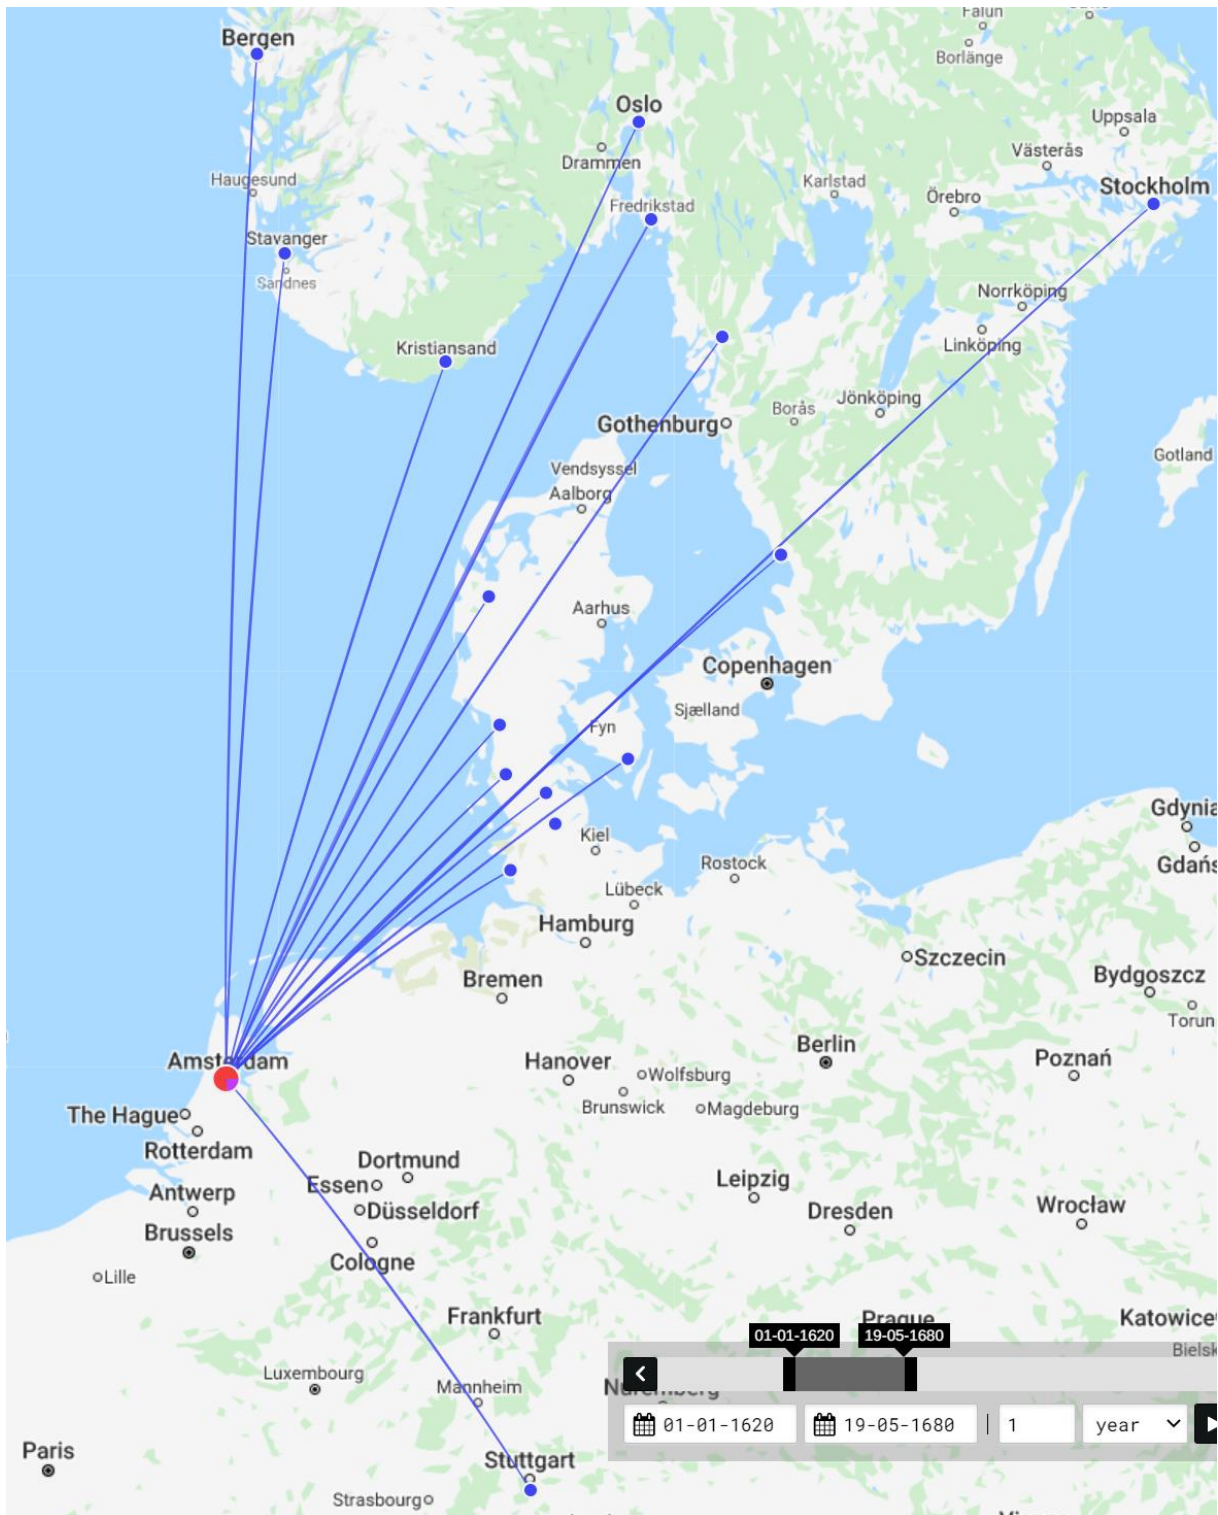 Falun
Bergen
Borlänge
Oslo
Uppsala
Drammen
Västerås
Haugesund
Karlstad
Stockholm
Fredrikstad
Örebro
Stavanger
Sandnes
Norrköping
Kristiansand
Linköping
Jönköping
Borås
Gothenburg
Gotland
Vendsyssel
Aalborg
Aarhus
Copenhagen
Sjælland
Fyn
Gdynia
Kiel
Rostock
Gdańs
Lübeck
Hamburg
Szczecin
Bremen
Bydgoszcz
Torun
Berlin
Amsterdam
Hanover
Poznań
Wolfsburg
The Hague
Brunswick
Magdeburg
Rotterdam
Dortmund
Leipzig
Essen
Antwerp
Wrocław
Düsseldorf
Dresden
Brussels
Cologne
Lille
Frankfurt
Prague
Katowice
01-01-1620
19-05-1680
Bielsk
Luxembourg
Mannheim
Nuremberg
01-01-1620
19-05-1680
1
year
Paris
Stuttgart
Strasbourg